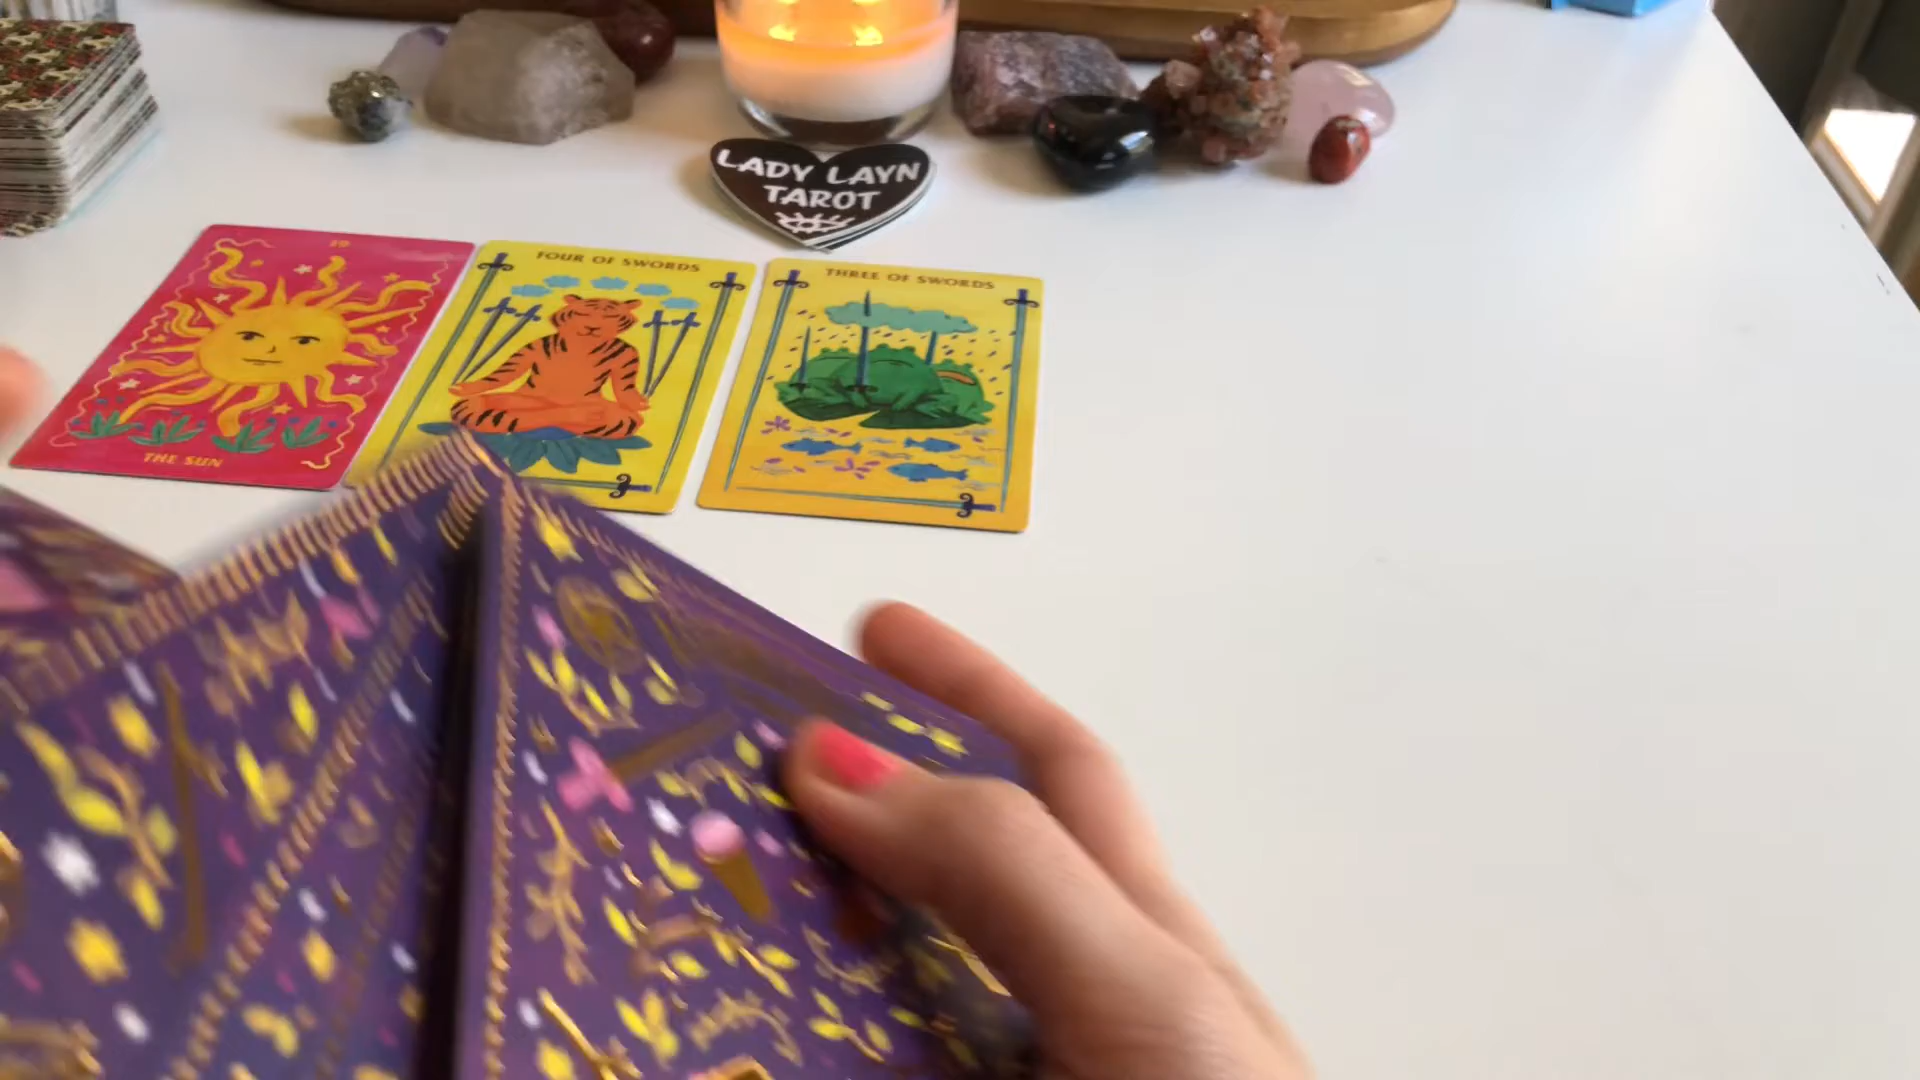 LADY LAYN
TAROT
19
THE SUN
FOUR OF SWORDS
THREE OF SWORDS